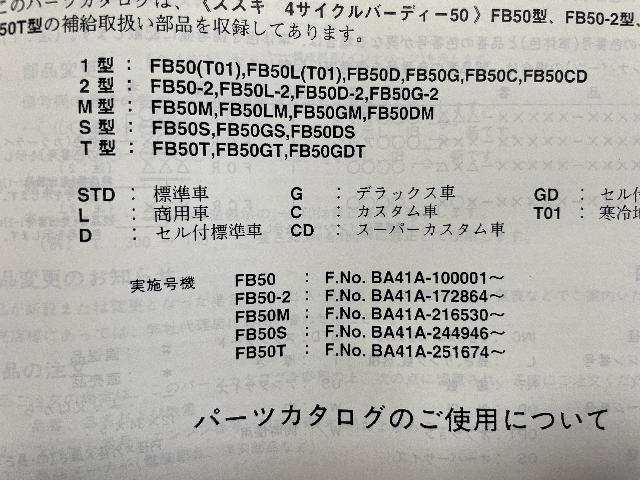 このパーツカタログは、《スズキ 4サイクルバーディー50》FB50型、FB50-2型,
50T型の補給取扱い部品を収録してあります。
1型: FB50(T01),FB50L(T01),FB50D,FB50G,FB50C,FB50CD
2型: FB50-2,FB50L-2,FB50D-2,FB50G-2
M型: FB50M,FB50LM,FB50GM,FB50DM
S型: FB50S,FB50GS,FB50DS
T型: FB50T,FB50GT,FB50GDT
STD : 標準車 G : デラックス車 GD : セル付
L : 商用車 C : カスタム車 T01 : 寒冷地
D : セル付標準車 CD : スーパーカスタム車
実施号機 FB50 : F.No. BA41A-100001~
FB50-2 : F.No. BA41A-172864~
FB50M : F.No. BA41A-216530~
FB50S : F.No. BA41A-244946~
FB50T : F.No. BA41A-251674~
パーツカタログのご使用について